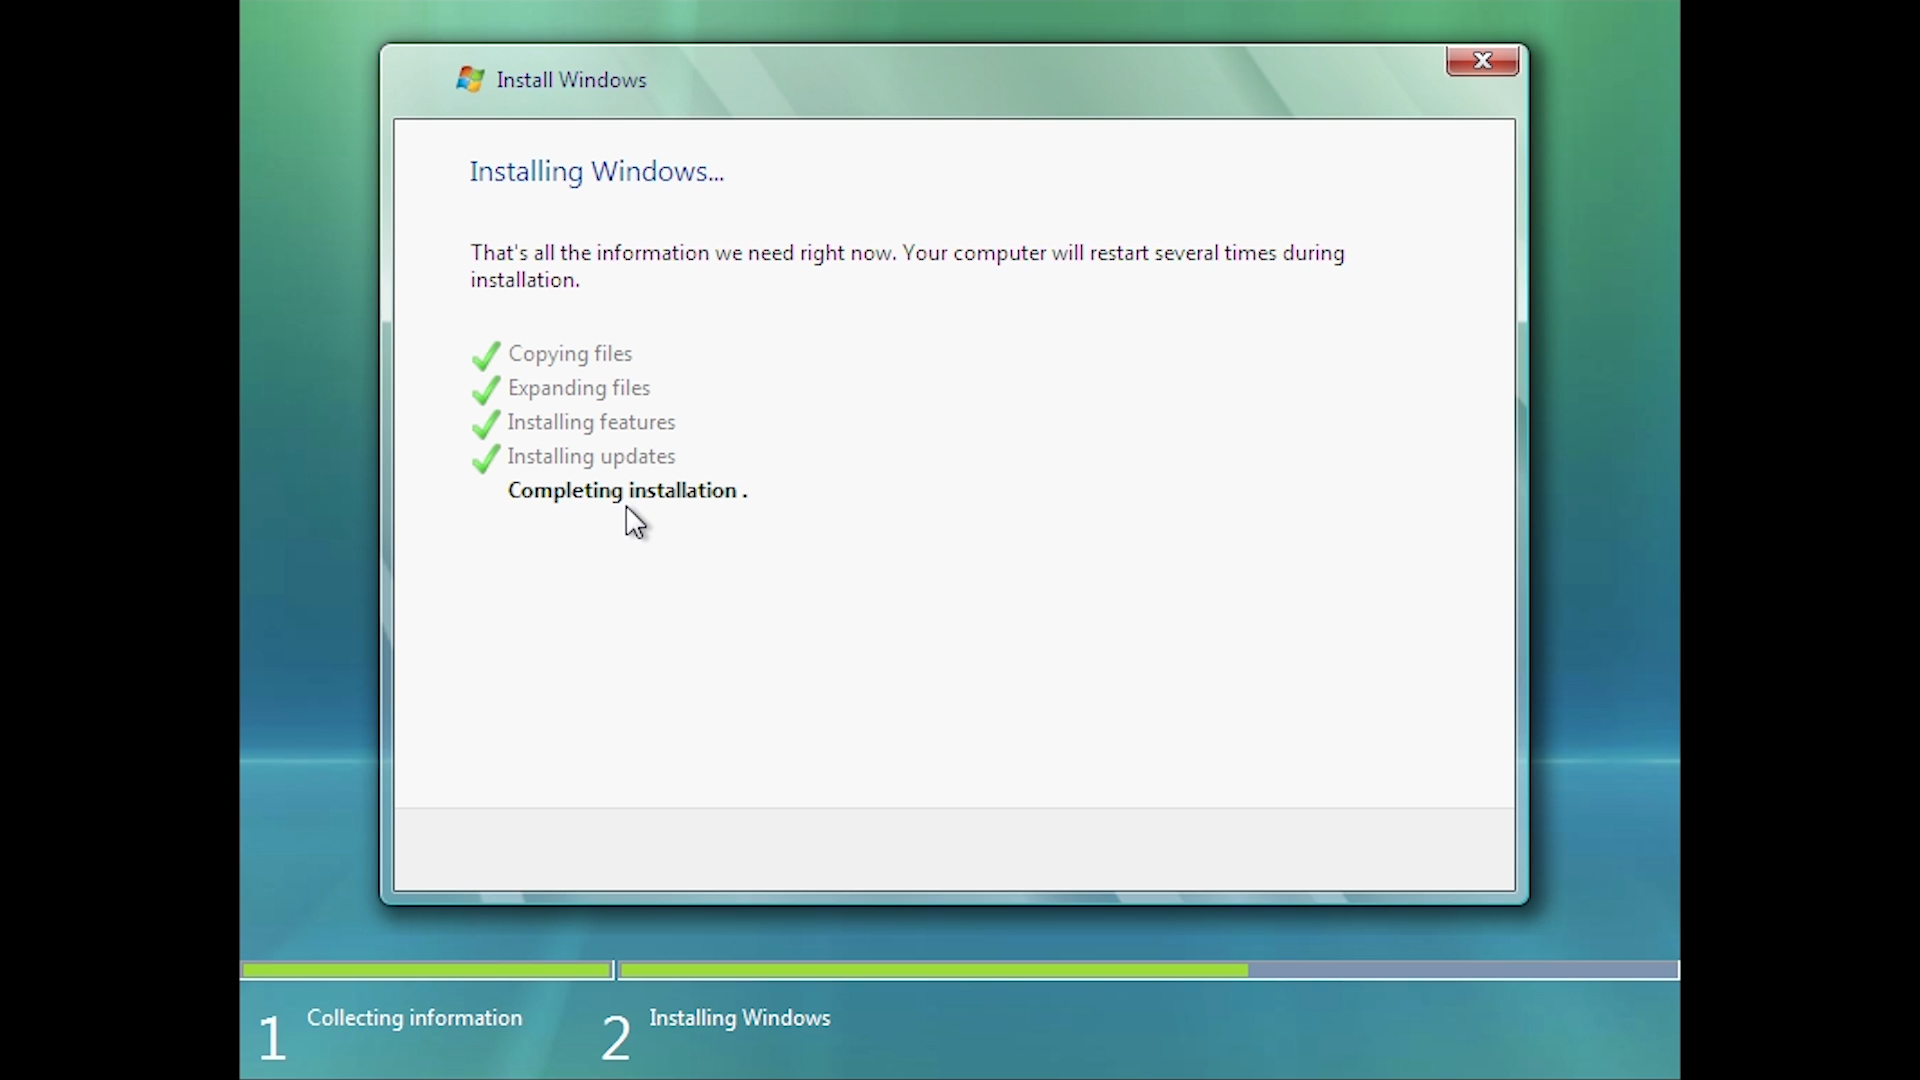 Install Windows
Installing Windows...
That's all the information we need right now. Your computer will restart several times during
installation.
Copying files
Expanding files
Installing features
Installing updates
Completing installation .
1 Collecting information
2 Installing Windows